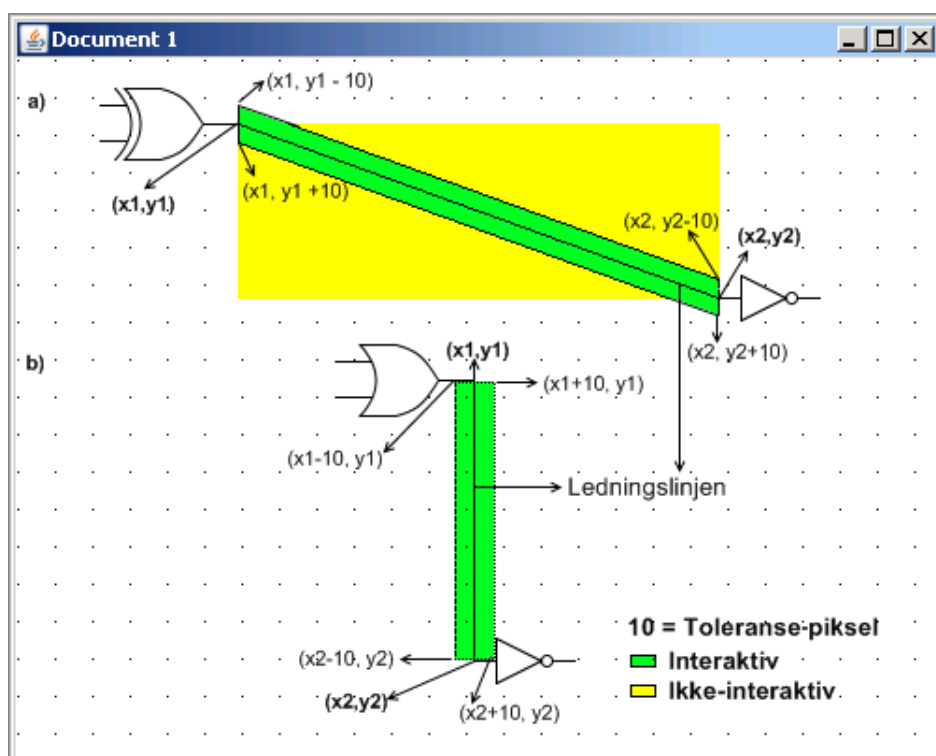 Document 1
a)
(x1, y1 - 10)
(x1,y1)
(x1, y1 +10)
(x2, y2-10)
(x2,y2)
(x2, y2+10)
b)
(x1,y1)
(x1+10, y1)
(x1-10, y1)
Ledningslinjen
(x2-10, y2)
(x2,y2)
(x2+10, y2)
10 = Toleranse-piksel
Interaktiv
Ikke-interaktiv